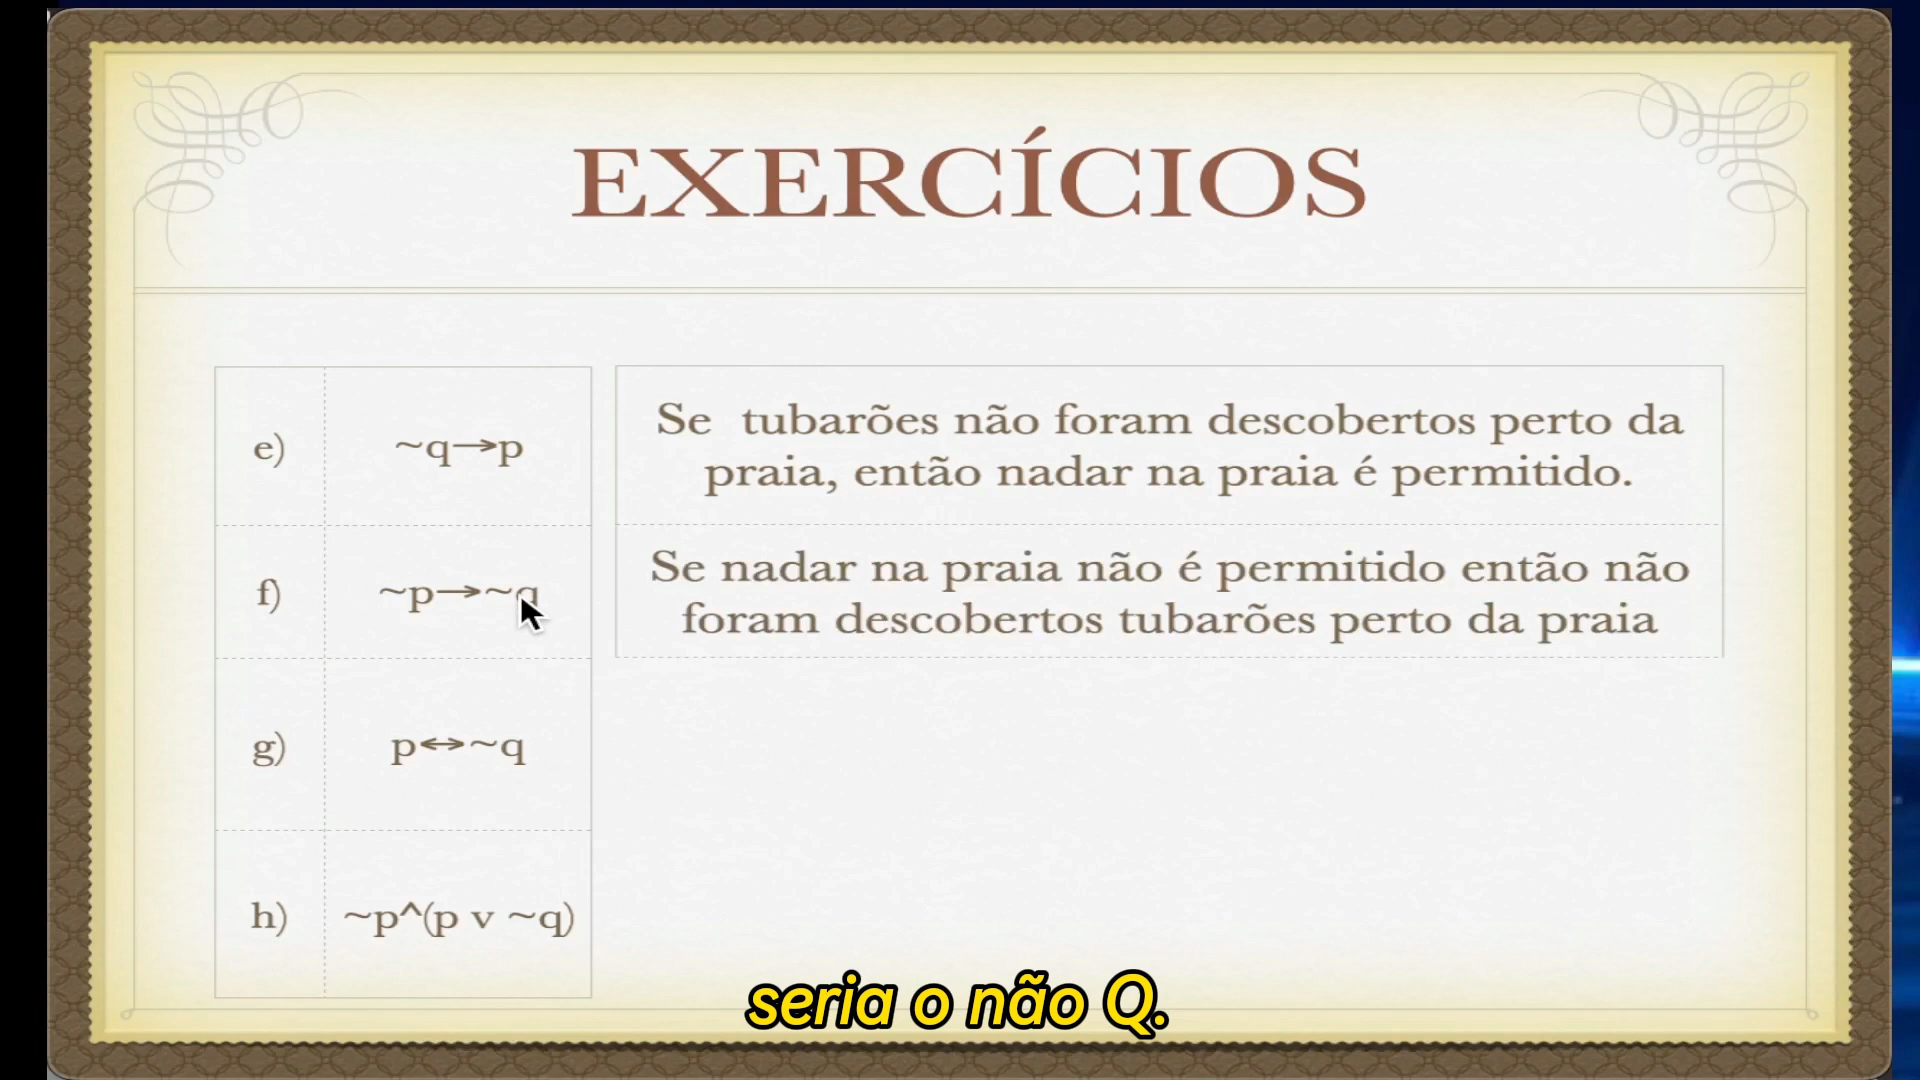 EXERCÍCIOS
e) ~q→p
Se tubarões não foram descobertos perto da
praia, então nadar na praia é permitido.
f) ~p→~q
Se nadar na praia não é permitido então não
foram descobertos tubarões perto da praia
g) p↔~q
h) ~p^(p v ~q)
seria o não Q.